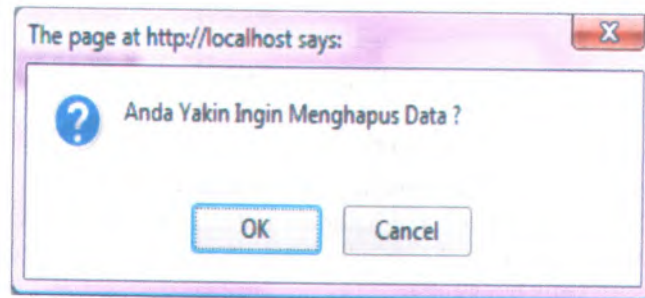 The page at http://localhost says:
Anda Yakin Ingin Menghapus Data ?
OK
Cancel